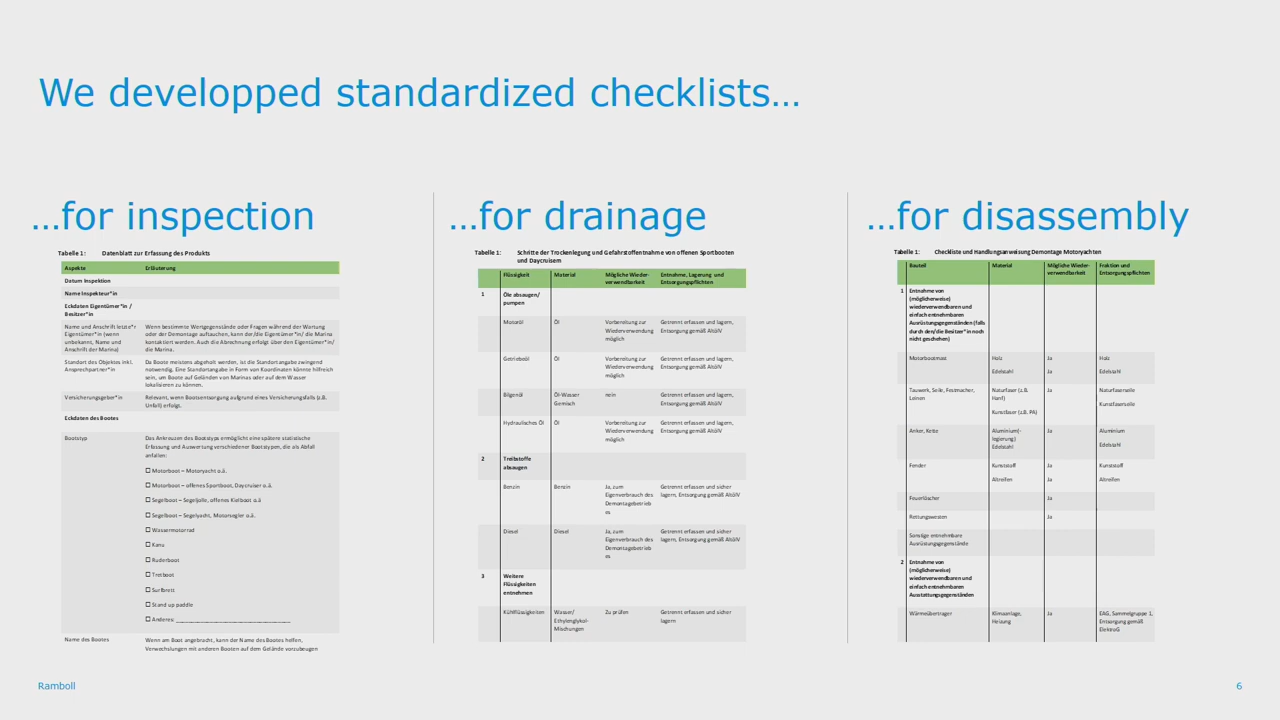 We developped standardized checklists…
…for inspection
Tabelle 1: Datenblatt zur Erfassung des Produkts
Aspekte Erläuterung
Datum Inspektion
Name Inspekteur*in
Eckdaten Eigentümer*in /
Besitzer*in
Name und Anschrift letzte*r
Eigentümer*in (wenn
unbekannt, Name und
Anschrift der Marina)
Wenn bestimmte Wertgegenstände oder Fragen während der Wartung
oder der Demontage auftauchen, kann der/die Eigentümer*in/ die Marina
kontaktiert werden. Auch die Abrechnung erfolgt über den Eigentümer*in/
die Marina.
Standort des Objektes inkl.
Ansprechpartner*in
Da Boote meistens abgeholt werden, ist die Standortangabe zwingend
notwendig. Eine Standortangabe in Form von Koordinaten könnte hilfreich
sein, um Boote auf Geländen von Marinas oder auf dem Wasser
lokalisieren zu können.
Versicherungsgeber*in
Relevant, wenn Bootsentsorgung aufgrund eines Versicherungsfalls (z.B.
Unfall) erfolgt.
Eckdaten des Bootes
Bootstyp
Das Ankreuzen des Bootstyps ermöglicht eine spätere statistische
Erfassung und Auswertung verschiedener Bootstypen, die als Abfall
anfallen:
☐ Motorboot – Motoryacht o.ä.
☐ Motorboot – offenes Sportboot, Daycruiser o.ä.
☐ Segelboot – Segeljolle, offenes Kielboot o.ä
☐ Segelboot – Segelyacht, Motorsegler o.ä.
☐ Wassermotorrad
☐ Kanu
☐ Ruderboot
☐ Tretboot
☐ Surfbrett
☐ Stand up paddle
☐ Anderes: ____________________
Name des Bootes
Wenn am Boot angebracht, kann der Name des Bootes helfen,
Verwechslungen mit anderen Booten auf dem Gelände vorzubeugen
…for drainage
Tabelle 1: Schritte der Trockenlegung und Gefahrstoffentnahme von offenen Sportbooten
und Daycruisern
Flüssigkeit Material Mögliche Wieder- Entnahme, Lagerung und
verwendbarkeit Entsorgungspflichten
1 Öle absaugen/
pumpen
Motoröl Öl Vorbereitung zur Getrennt erfassen und lagern,
Wiederverwendung Entsorgung gemäß AltölV
möglich
Getriebeöl Öl Vorbereitung zur Getrennt erfassen und lagern,
Wiederverwendung Entsorgung gemäß AltölV
möglich
Bilgenöl Öl-Wasser nein Getrennt erfassen und lagern,
Gemisch Entsorgung gemäß AltölV
Hydraulisches Öl Öl Vorbereitung zur Getrennt erfassen und lagern,
Wiederverwendung Entsorgung gemäß AltölV
möglich
2 Treibstoffe
absaugen
Benzin Benzin Ja, zum Getrennt erfassen und sicher
Eigenverbrauch des lagern, Entsorgung gemäß AltölV
Demontagebetrieb
es
Diesel Diesel Ja, zum Getrennt erfassen und sicher
Eigenverbrauch des lagern, Entsorgung gemäß AltölV
Demontagebetrieb
es
3 Weitere
Flüssigkeiten
entnehmen
Kühlflüssigkeiten Wasser/ Zu prüfen Getrennt erfassen und sicher
Ethylenglykol- lagern
Mischungen
…for disassembly
Tabelle 1: Checkliste und Handlungsanweisung Demontage Motoryachten
Bauteil Material Mögliche Wieder- Fraktion und
verwendbarkeit Entsorgungspflichten
1 Entnahme von
(möglicherweise)
wiederverwendbaren und
einfach entnehmbaren
Ausrüstungsgegenständen (falls
durch den/die Besitzer*in noch
nicht geschehen)
Motorbootmast Holz Ja Holz
Edelstahl Ja Edelstahl
Tauwerk, Seile, Festmacher, Naturfaser (z.B. Ja Naturfaserseile
Leinen Hanf)
Kunstfaserseile
Kunstfaser (z.B. PA)
Anker, Kette Aluminium(- Ja Aluminium
legierung)
Edelstahl Edelstahl
Fender Kunststoff Ja Kunststoff
Altreifen Ja Altreifen
Feuerlöscher Ja
Rettungswesten Ja
Sonstige entnehmbare
Ausrüstungsgegenstände
2 Entnahme von
(möglicherweise)
wiederverwendbaren und
einfach entnehmbaren
Ausstattungsgegenständen
Wärmeübertrager Klimaanlage, Ja EAG, Sammelgruppe 1,
Heizung Entsorgung gemäß
ElektroG
Ramboll
6